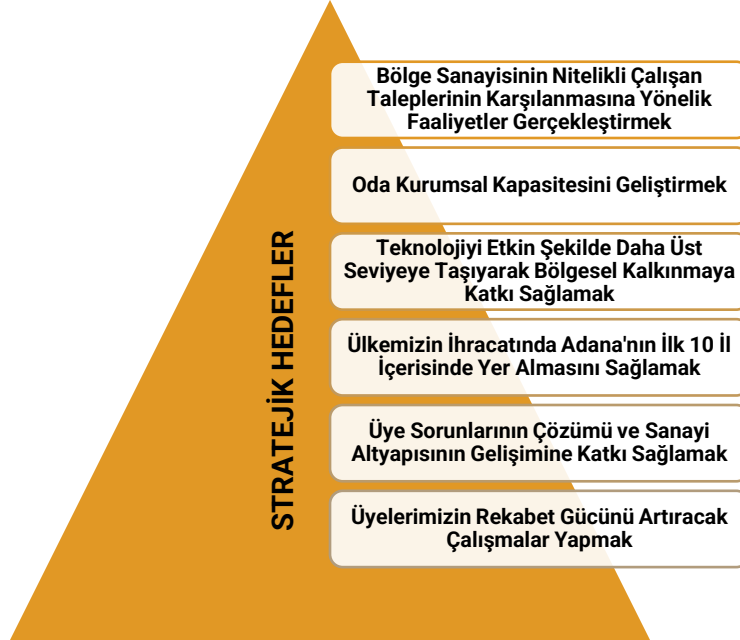 STRATEJİK HEDEFLER
Bölge Sanayisinin Nitelikli Çalışan
Taleplerinin Karşılanmasına Yönelik
Faaliyetler Gerçekleştirmek
Oda Kurumsal Kapasitesini Geliştirmek
Teknolojiyi Etkin Şekilde Daha Üst
Seviyeye Taşıyarak Bölgesel Kalkınmaya
Katkı Sağlamak
Ülkemizin İhracatında Adana'nın İlk 10 İl
İçerisinde Yer Almasını Sağlamak
Üye Sorunlarının Çözümü ve Sanayi
Altyapısının Gelişimine Katkı Sağlamak
Üyelerimizin Rekabet Gücünü Artıracak
Çalışmalar Yapmak